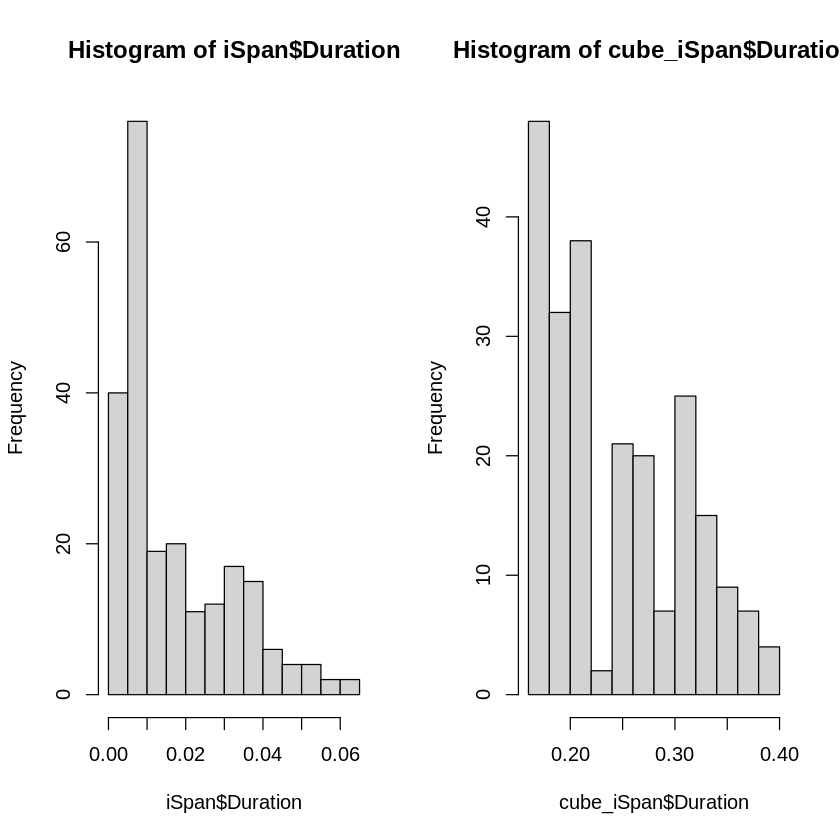 Histogram of iSpan$Duration
Frequency
0
20
40
60
0.00 0.02 0.04 0.06
iSpan$Duration
Histogram of cube_iSpan$Duratio
Frequency
0
10
20
30
40
0.20 0.30 0.40
cube_iSpan$Duration